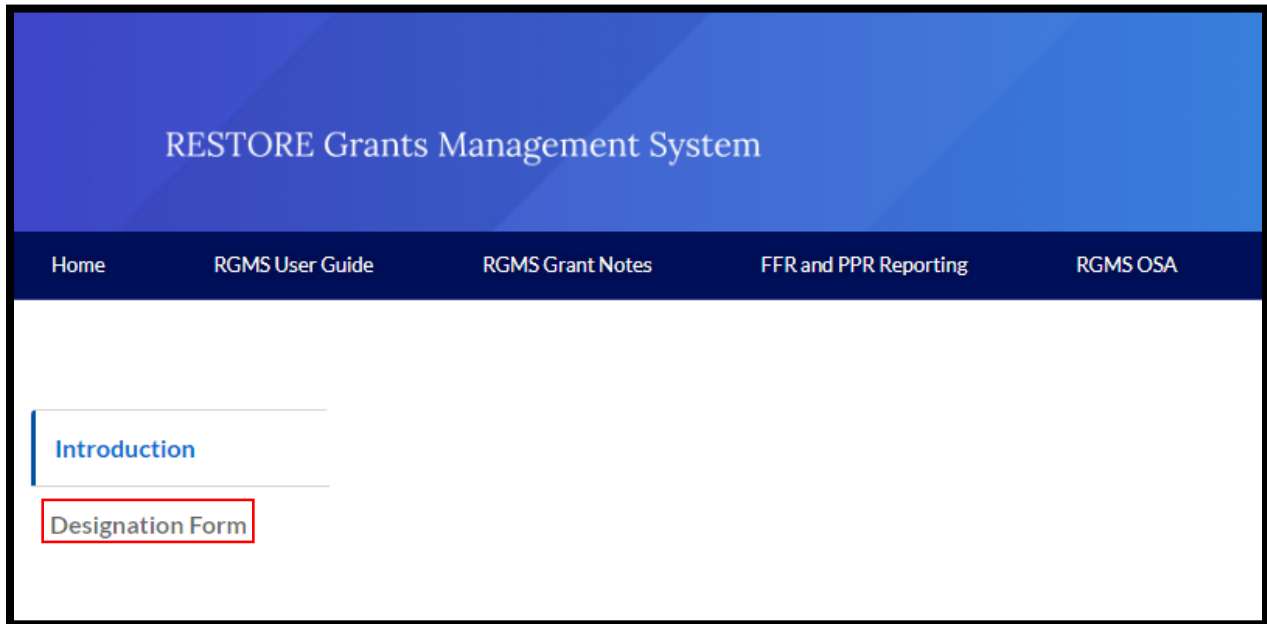 RESTORE Grants Management System
Home RGMS User Guide RGMS Grant Notes FFR and PPR Reporting RGMS OSA
Introduction
Designation Form